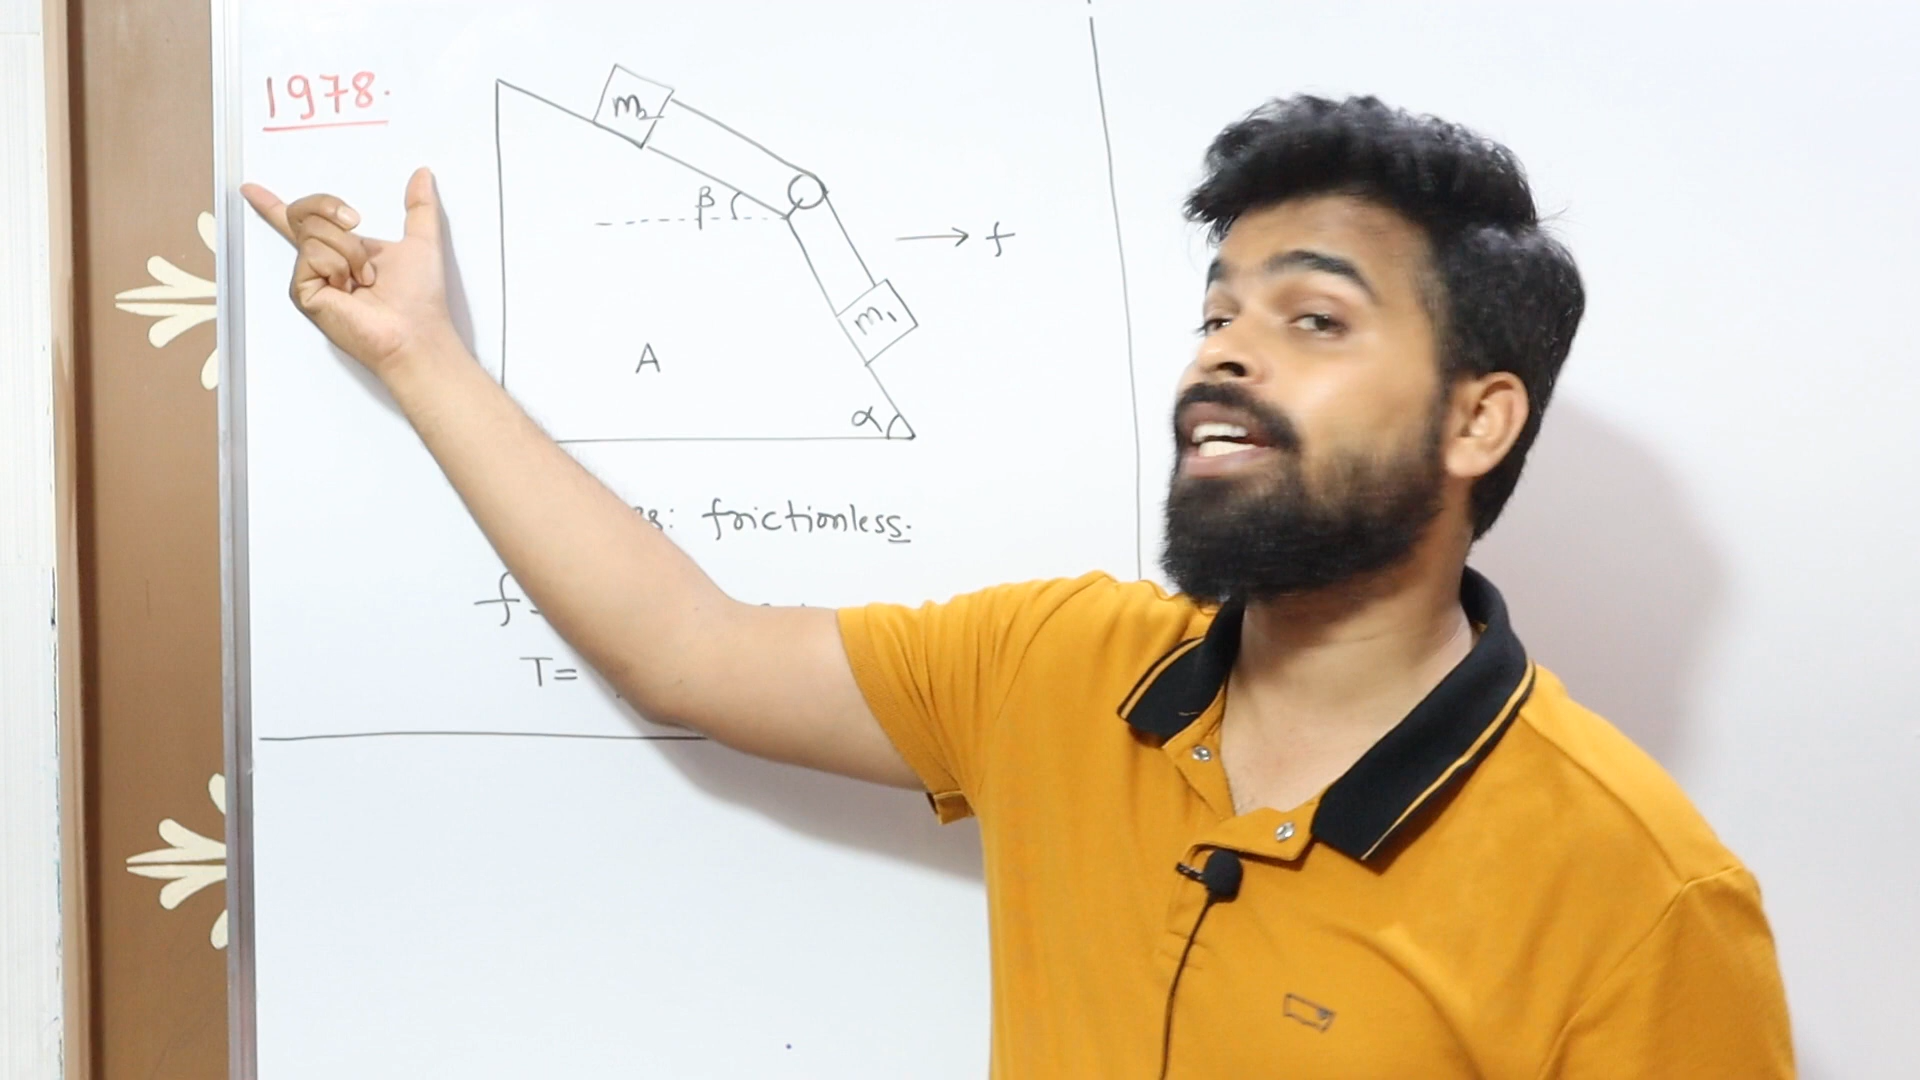 1978.
m2
β
f
m1
A
α
frictionless.
f
T=